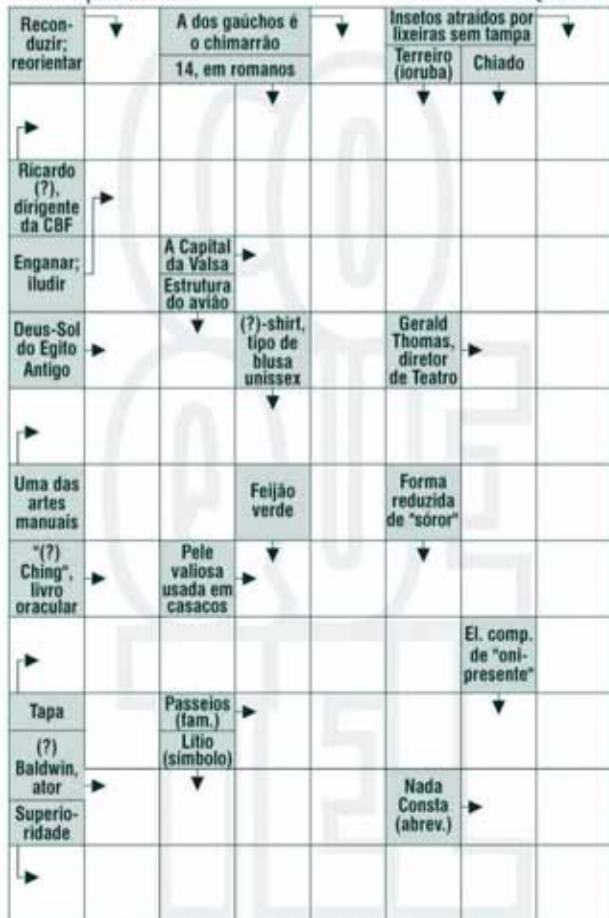 Recon-
duzir;
reorientar
A dos gaúchos é
o chimarrão
14, em romanos
Insetos atraídos por
lixeiras sem tampa
Terreiro
(ioruba)
Chiado
Ricardo
(?),
dirigente
da CBF
Enganar;
iludir
A Capital
da Valsa
Estrutura
do avião
Deus-Sol
do Egito
Antigo
(?)-shirt,
tipo de
blusa
unissex
Gerald
Thomas,
diretor
de Teatro
Uma das
artes
manuais
Feijão
verde
Forma
reduzida
de "sóror"
"(?)
Ching",
livro
oracular
Pele
valiosa
usada em
casacos
El. comp.
de "oni-
presente"
Tapa
Passeios
(fam.)
Lítio
(símbolo)
(?)
Baldwin,
ator
Nada
Consta
(abrev.)
Superio-
ridade